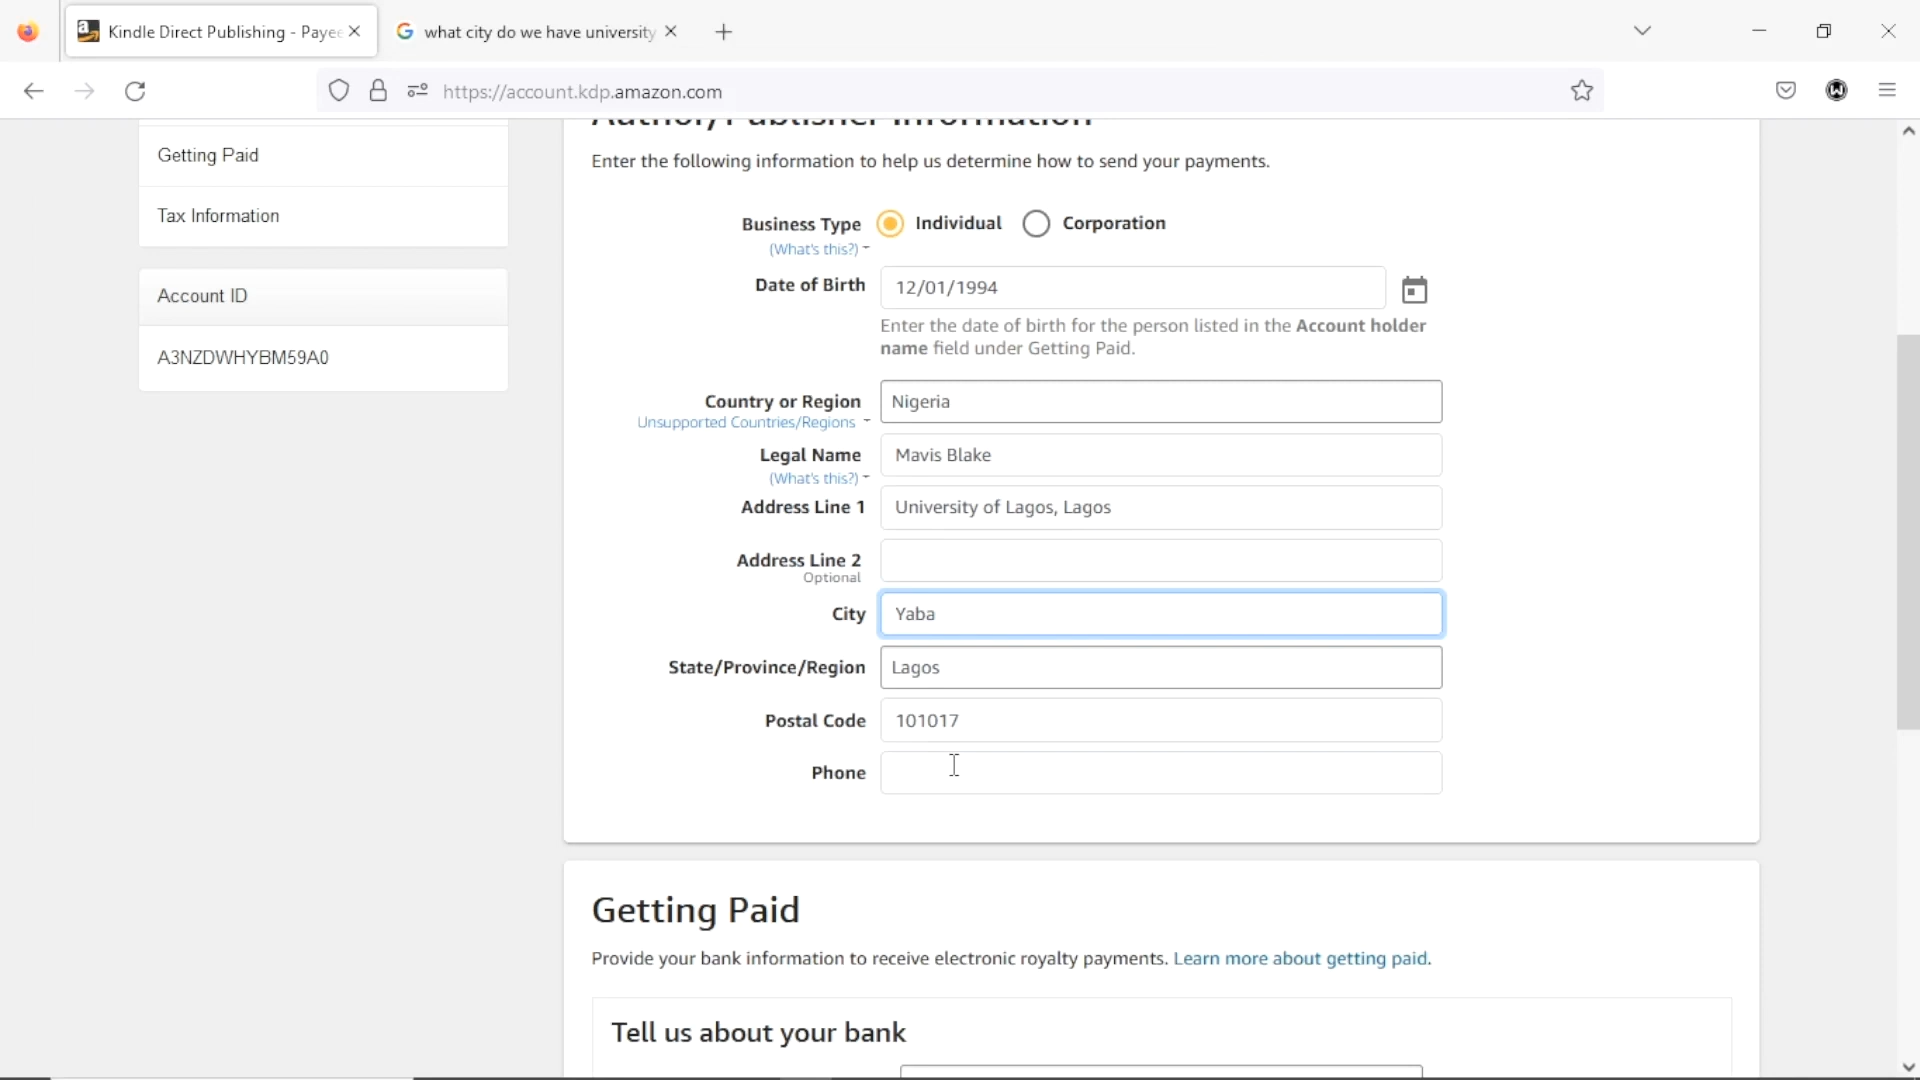 Kindle Direct Publishing - Payee
what city do we have university
https://account.kdp.amazon.com
Getting Paid
Tax Information
Account ID
A3NZDWHYBM59A0
Author/Publisher Information
Enter the following information to help us determine how to send your payments.
Business Type Individual Corporation
(What's this?)
Date of Birth 12/01/1994
Enter the date of birth for the person listed in the Account holder
name field under Getting Paid.
Country or Region Nigeria
Unsupported Countries/Regions
Legal Name Mavis Blake
(What's this?)
Address Line 1 University of Lagos, Lagos
Address Line 2
Optional
City Yaba
State/Province/Region Lagos
Postal Code 101017
Phone
Getting Paid
Provide your bank information to receive electronic royalty payments. Learn more about getting paid.
Tell us about your bank